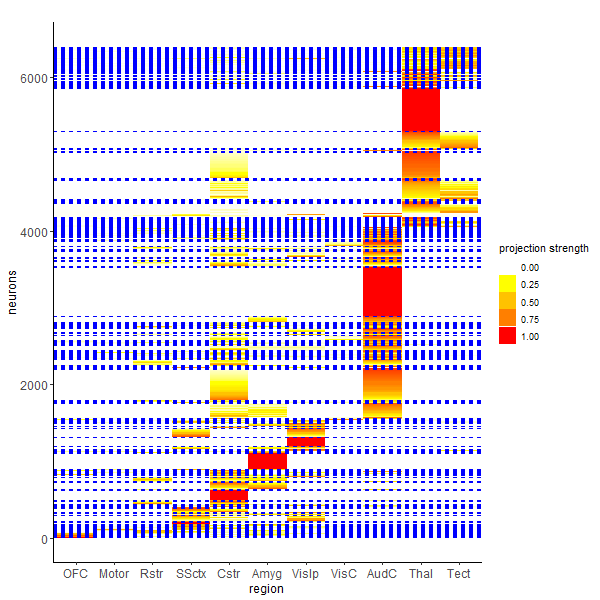 6000
4000
2000
0
neurons
OFC Motor Rstr SSctx Cstr Amyg VisIp VisC AudC Thal Tect
region
projection strength
0.00
0.25
0.50
0.75
1.00